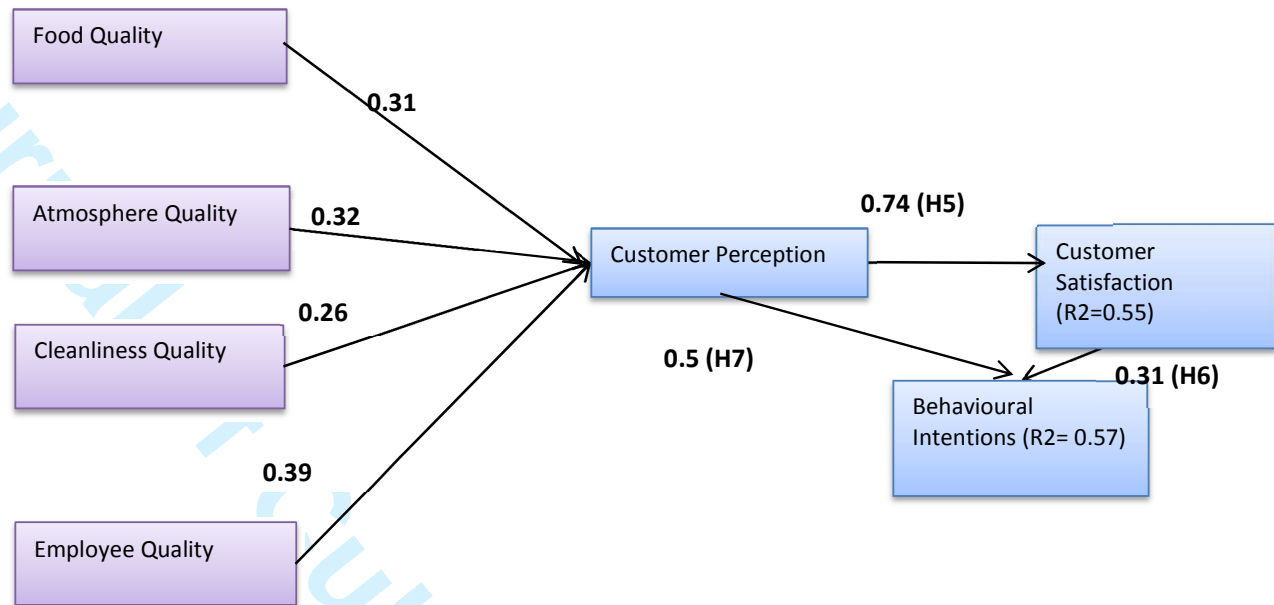 Food Quality
0.31
Atmosphere Quality
0.32
0.74 (H5)
Customer Perception
Customer
Satisfaction
(R2=0.55)
0.26
Cleanliness Quality
0.5 (H7)
0.31 (H6)
Behavioural
Intentions (R2= 0.57)
0.39
Employee Quality